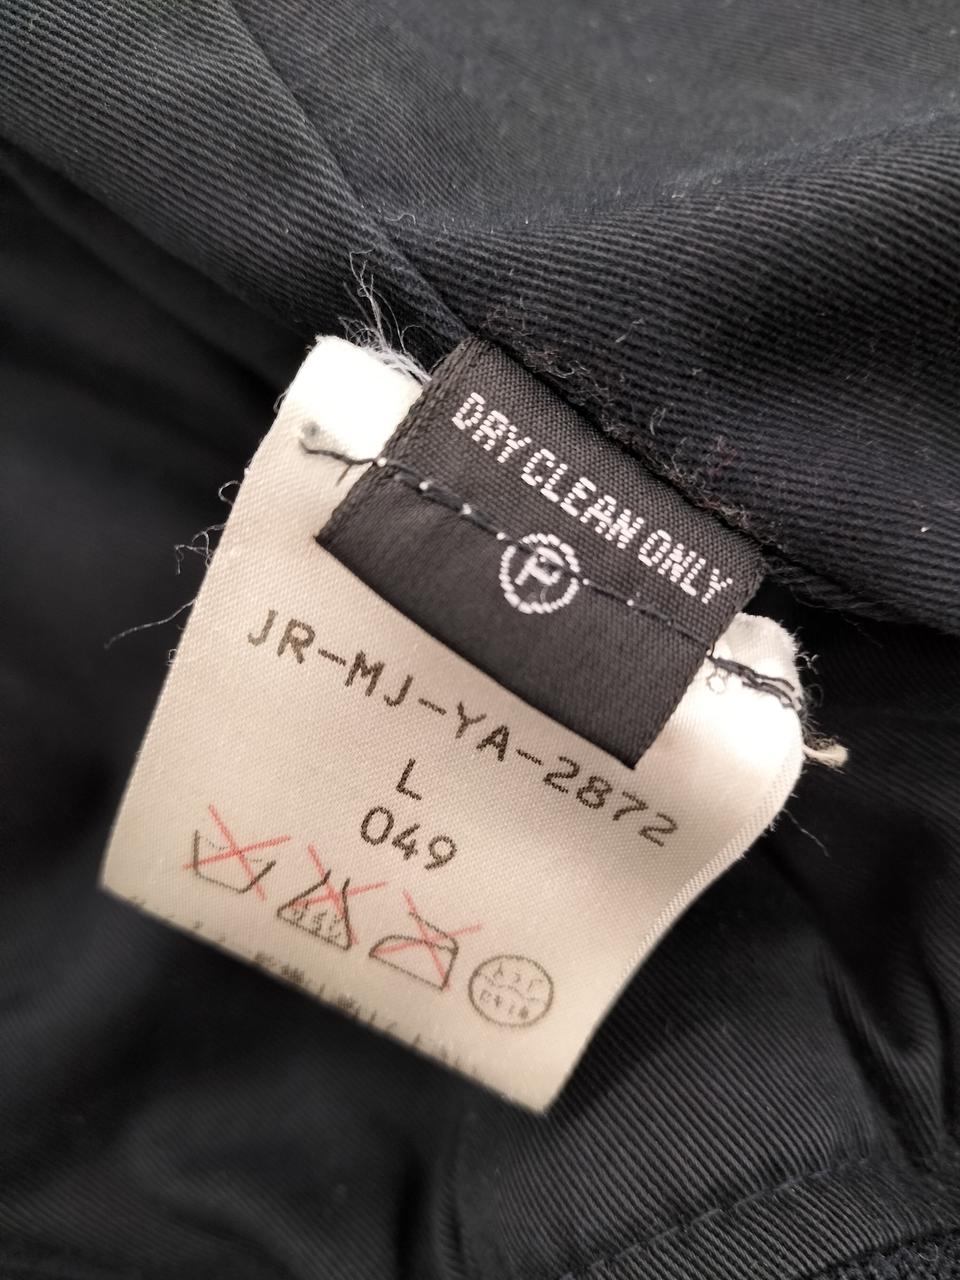 DRY CLEAN ONLY
P
JR-MJ-YA-2872
L
049